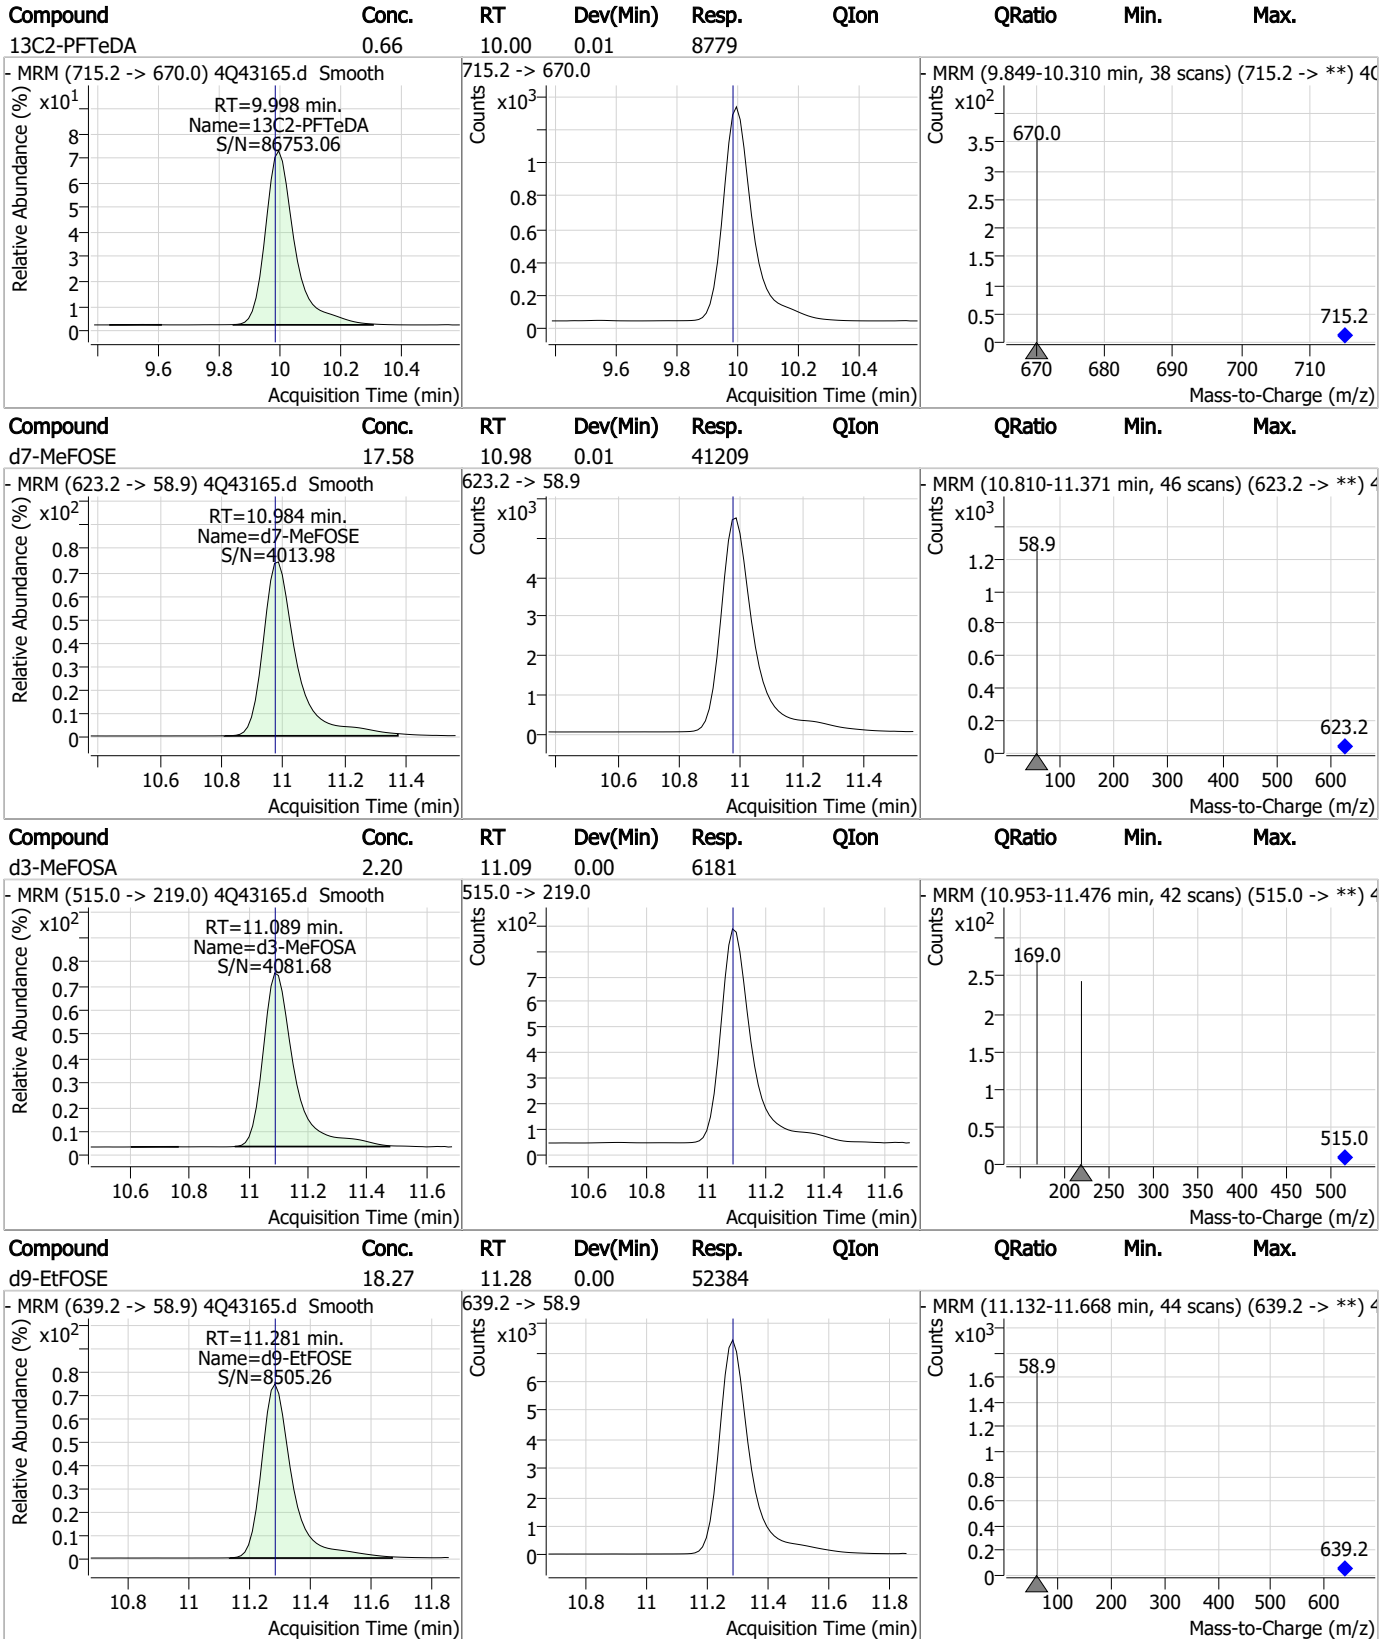 Compound Conc. RT Dev(Min) Resp. QIon QRatio Min. Max.
13C2-PFTeDA 0.66 10.00 0.01 8779
- MRM (715.2 -> 670.0) 4Q43165.d Smooth
x10^1
RT=9.998 min.
Name=13C2-PFTeDA
S/N=86753.06
Relative Abundance (%)
8
7
6
5
4
3
2
1
0
9.6 9.8 10 10.2 10.4
Acquisition Time (min)
715.2 -> 670.0
Counts
x10^3
1
0.8
0.6
0.4
0.2
0
9.6 9.8 10 10.2 10.4
Acquisition Time (min)
- MRM (9.849-10.310 min, 38 scans) (715.2 -> **)
Counts
x10^2
670.0
3.5
3
2.5
2
1.5
1
0.5
0
715.2
670 680 690 700 710
Mass-to-Charge (m/z)
Compound Conc. RT Dev(Min) Resp. QIon QRatio Min. Max.
d7-MeFOSE 17.58 10.98 0.01 41209
- MRM (623.2 -> 58.9) 4Q43165.d Smooth
x10^2
RT=10.984 min.
Name=d7-MeFOSE
S/N=4013.98
Relative Abundance (%)
0.8
0.7
0.6
0.5
0.4
0.3
0.2
0.1
0
10.6 10.8 11 11.2 11.4
Acquisition Time (min)
623.2 -> 58.9
Counts
x10^3
4
3
2
1
0
10.6 10.8 11 11.2 11.4
Acquisition Time (min)
- MRM (10.810-11.371 min, 46 scans) (623.2 -> **) 4
Counts
x10^3
58.9
1.2
1
0.8
0.6
0.4
0.2
0
623.2
100 200 300 400 500 600
Mass-to-Charge (m/z)
Compound Conc. RT Dev(Min) Resp. QIon QRatio Min. Max.
d3-MeFOSA 2.20 11.09 0.00 6181
- MRM (515.0 -> 219.0) 4Q43165.d Smooth
x10^2
RT=11.089 min.
Name=d3-MeFOSA
S/N=4081.68
Relative Abundance (%)
0.8
0.7
0.6
0.5
0.4
0.3
0.2
0.1
0
10.6 10.8 11 11.2 11.4 11.6
Acquisition Time (min)
515.0 -> 219.0
Counts
x10^2
7
6
5
4
3
2
1
0
10.6 10.8 11 11.2 11.4 11.6
Acquisition Time (min)
- MRM (10.953-11.476 min, 42 scans) (515.0 -> **) 4
Counts
x10^2
169.0
2.5
2
1.5
1
0.5
0
515.0
200 250 300 350 400 450 500
Mass-to-Charge (m/z)
Compound Conc. RT Dev(Min) Resp. QIon QRatio Min. Max.
d9-EtFOSE 18.27 11.28 0.00 52384
- MRM (639.2 -> 58.9) 4Q43165.d Smooth
x10^2
RT=11.281 min.
Name=d9-EtFOSE
S/N=8505.26
Relative Abundance (%)
0.8
0.7
0.6
0.5
0.4
0.3
0.2
0.1
0
10.8 11 11.2 11.4 11.6 11.8
Acquisition Time (min)
639.2 -> 58.9
Counts
x10^3
6
5
4
3
2
1
0
10.8 11 11.2 11.4 11.6 11.8
Acquisition Time (min)
- MRM (11.132-11.668 min, 44 scans) (639.2 -> **) 4
Counts
x10^3
58.9
1.6
1.4
1.2
1
0.8
0.6
0.4
0.2
0
639.2
100 200 300 400 500 600
Mass-to-Charge (m/z)